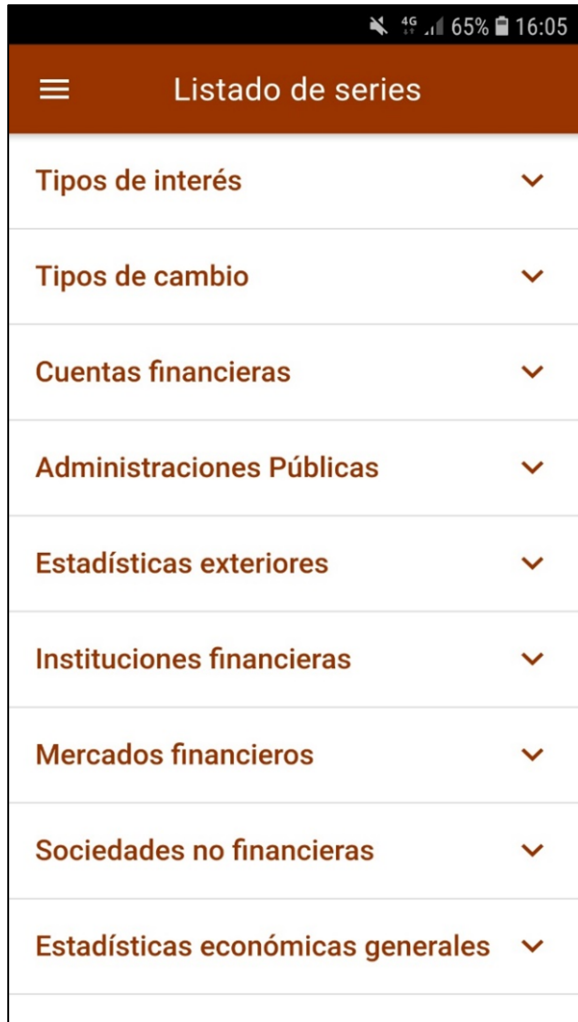 4G 65% 16:05
Listado de series
Tipos de interés
Tipos de cambio
Cuentas financieras
Administraciones Públicas
Estadísticas exteriores
Instituciones financieras
Mercados financieros
Sociedades no financieras
Estadísticas económicas generales